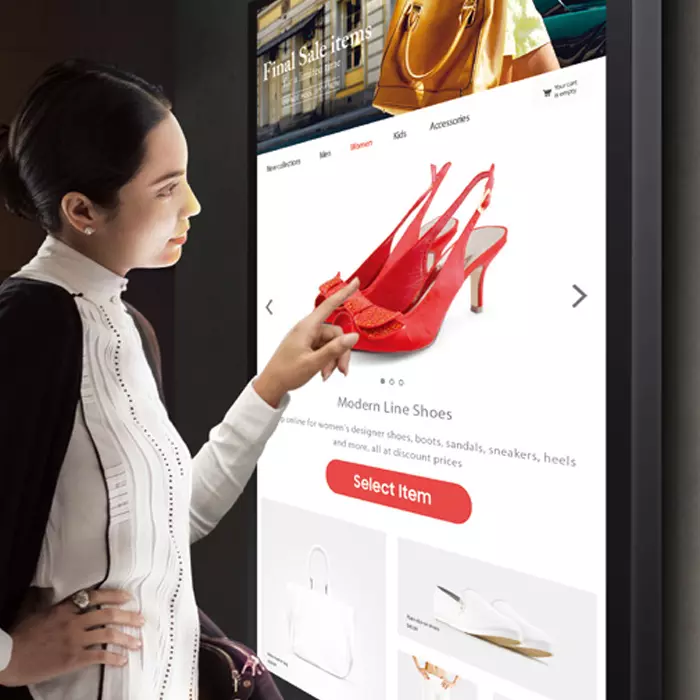 Final Sale items
Your cart
is empty
New collections
Men
Women
Kids
Accessories
Modern Line Shoes
online for women's designer shoes, boots, sandals, sneakers, heels
and more, all at discount prices
Select Item